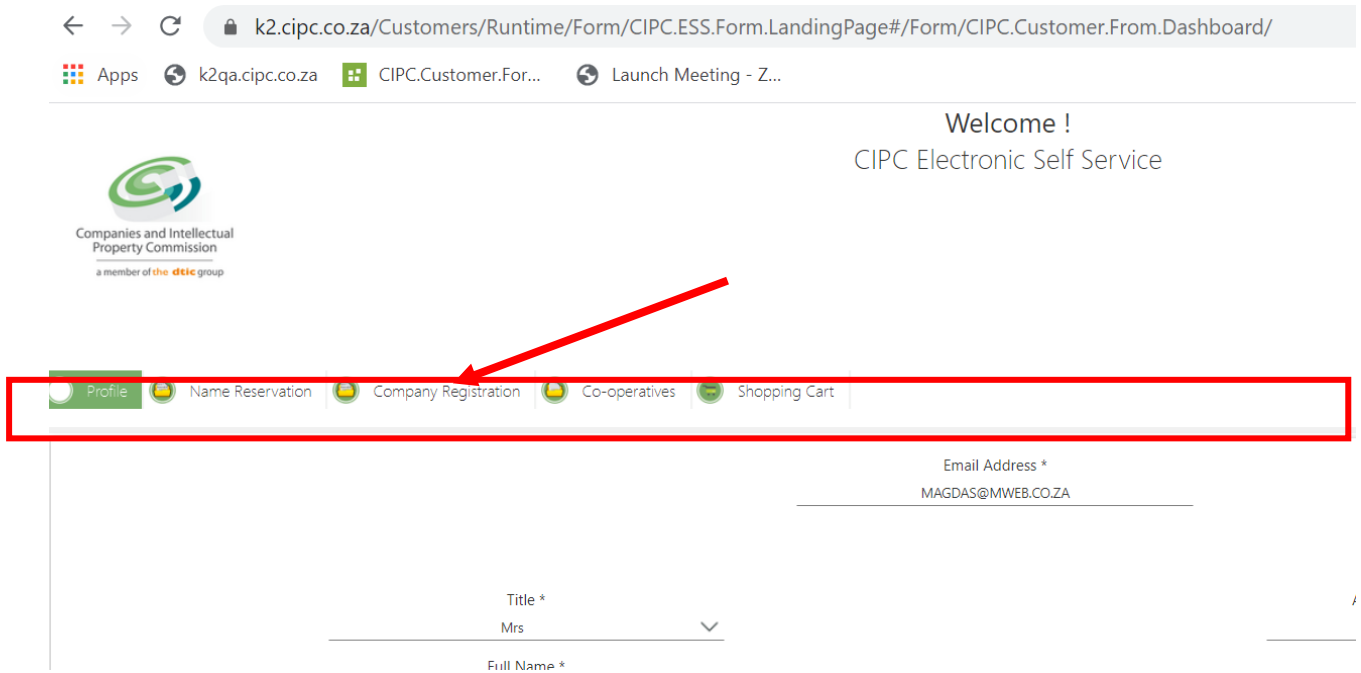 k2.cipc.co.za/Customers/Runtime/Form/CIPC.ESS.Form.LandingPage#/Form/CIPC.Customer.From.Dashboard/
Apps k2qa.cipc.co.za CIPC.Customer.For... Launch Meeting - Z...
Welcome !
CIPC Electronic Self Service
Companies and Intellectual
Property Commission
a member of the dtic group
Profile Name Reservation Company Registration Co-operatives Shopping Cart
Email Address *
MAGDAS@MWEB.CO.ZA
Title *
Mrs
Full Name *